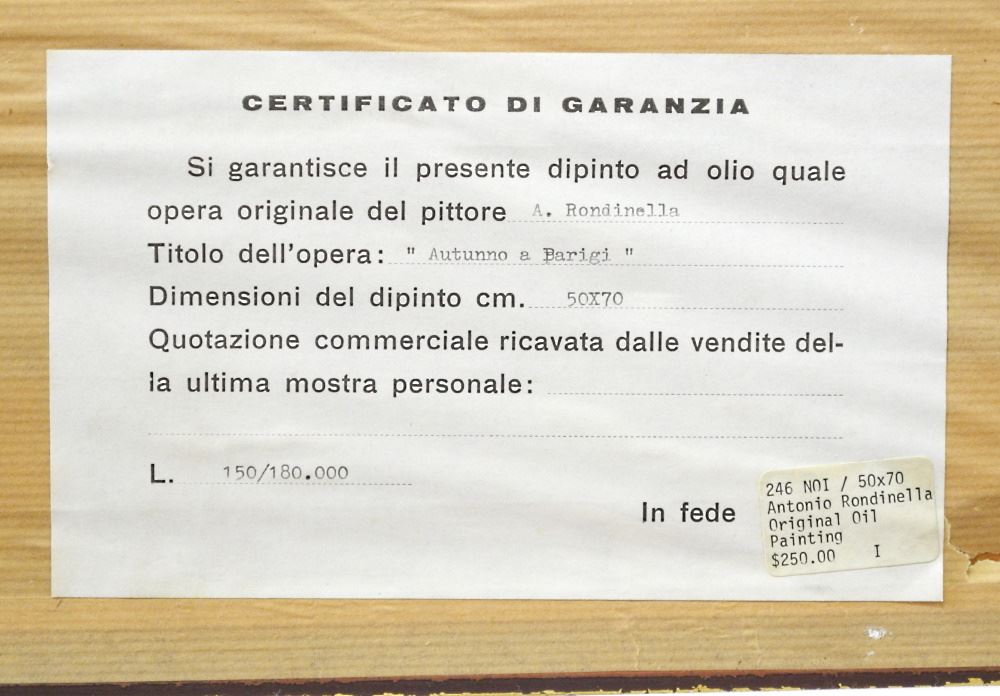 CERTIFICATO DI GARANZIA
Si garantisce il presente dipinto ad olio quale
opera originale del pittore A. Rondinella
Titolo dell'opera: " Autunno a Parigi "
Dimensioni del dipinto cm. 50X70
Quotazione commerciale ricavata dalle vendite del-
la ultima mostra personale:
L. 150/180.000
In fede
246 NOI / 50x70
Antonio Rondinella
Original Oil
Painting
$250.00 I